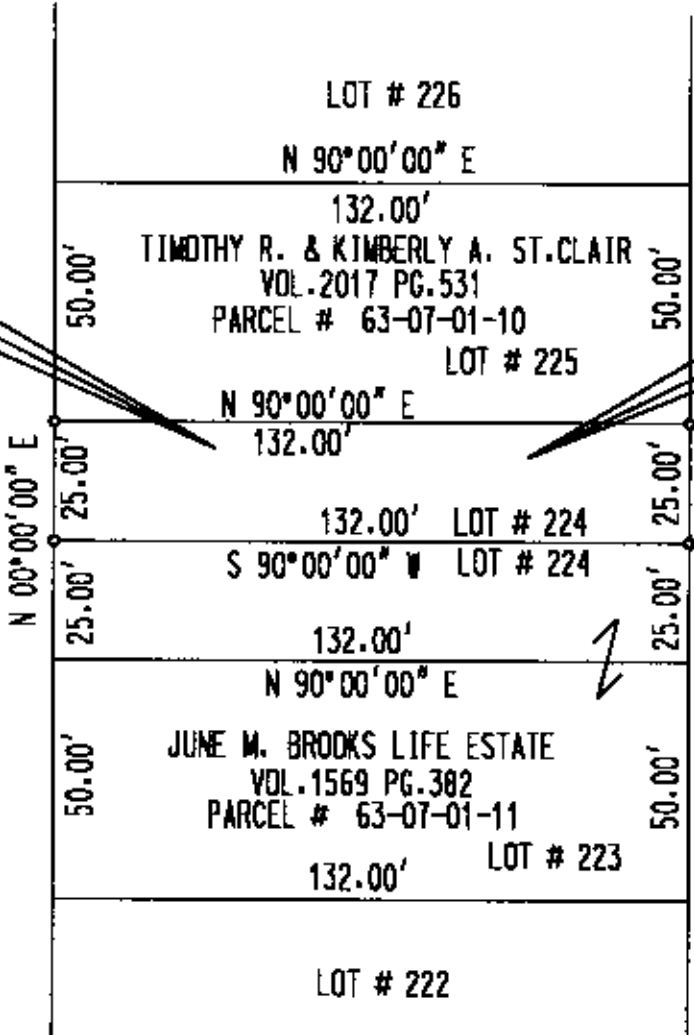 LOT # 226
N 90°00'00" E
132.00'
TIMOTHY R. & KIMBERLY A. ST.CLAIR
VOL.2017 PG.531
PARCEL # 63-07-01-10
50.00'
50.00'
LOT # 225
N 90°00'00" E
132.00'
25.00'
25.00'
N 00°00'00" E
132.00' LOT # 224
S 90°00'00" W LOT # 224
25.00'
25.00'
132.00'
N 90°00'00" E
JUNE M. BROOKS LIFE ESTATE
VOL.1569 PG.382
PARCEL # 63-07-01-11
50.00'
50.00'
LOT # 223
132.00'
LOT # 222